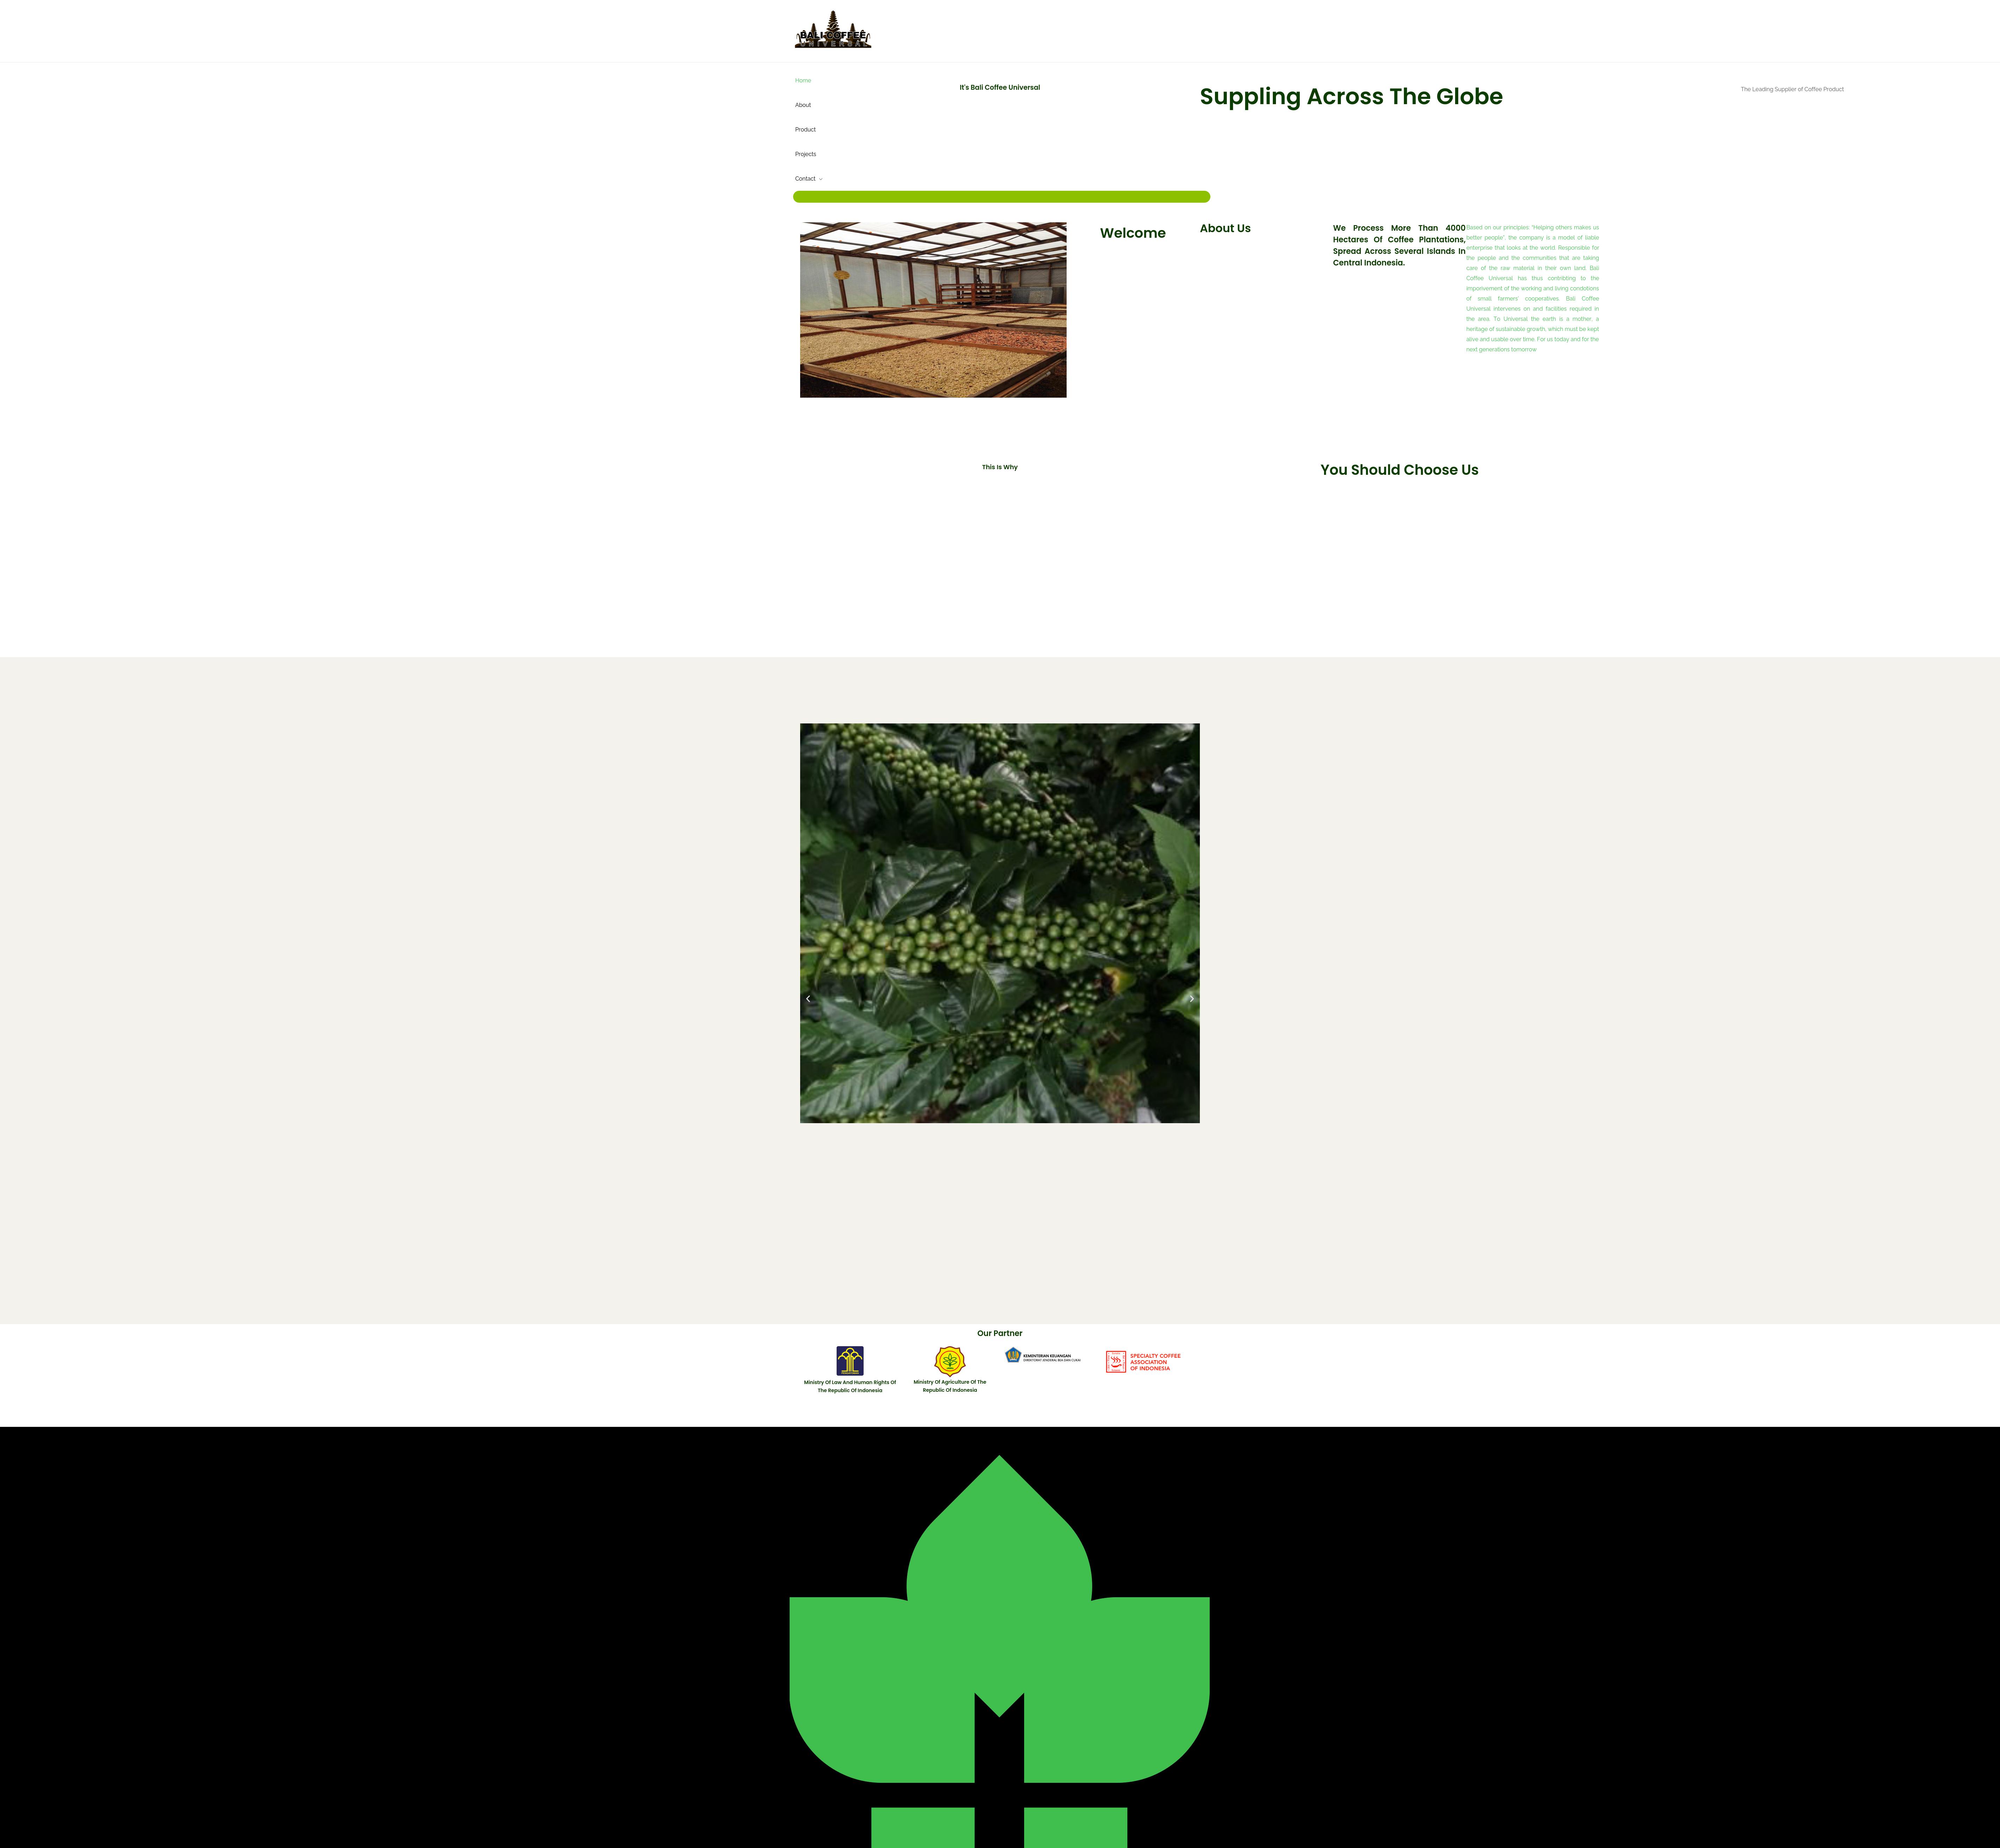 BALI COFFEE
UNIVERSAL
Home
About
Product
Projects
Contact
It's Bali Coffee Universal
Suppling Across The Globe
The Leading Supplier of Coffee Product
Welcome
About Us
We Process More Than 4000
Hectares Of Coffee Plantations,
Spread Across Several Islands In
Central Indonesia.
Based on our principles "Helping others makes us
better people", the company is a model of liable
enterprise that looks at the world; Responsible for
the people and the communities that are taking
care of the raw material in their own land. Bali
Coffee Universal has thus contribting to the
imporivement of the working and living condotions
of small farmers' cooperatives. Bali Coffee
Universal intervenes on and facilities required in
the area. To Universal the eveth is a mother; a
heritage of sustainable growth, which must be kept
alive and usable over time. For us today and for the
next generations tomorrow
This Is Why
You Should Choose Us
Our Partner
Ministry Of Law And Human Rights Of
The Republic Of Indonesia
Ministry Of Agriculture Of The
Republic Of Indonesia
KEMENTERIAN KEUANGAN
DIREKTORAT JENDERAL BEA DAN CUKAI
SPECIALTY COFFEE
ASSOCIATION
OF INDONESIA